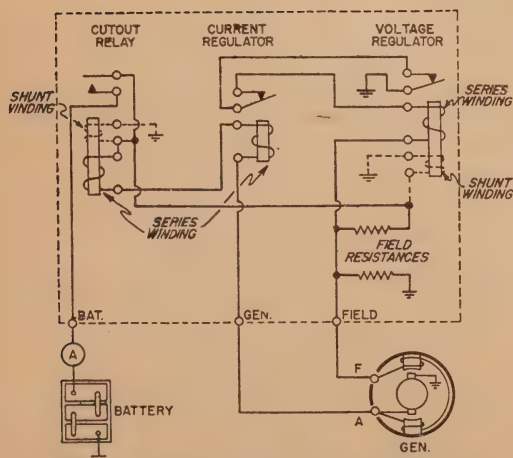 CUTOUT
RELAY
CURRENT
REGULATOR
VOLTAGE
REGULATOR
SHUNT
WINDING
SERIES
WINDING
SERIES
WINDING
SHUNT
WINDING
FIELD
RESISTANCES
BAT.
GEN.
FIELD
A
BATTERY
F
A
GEN.